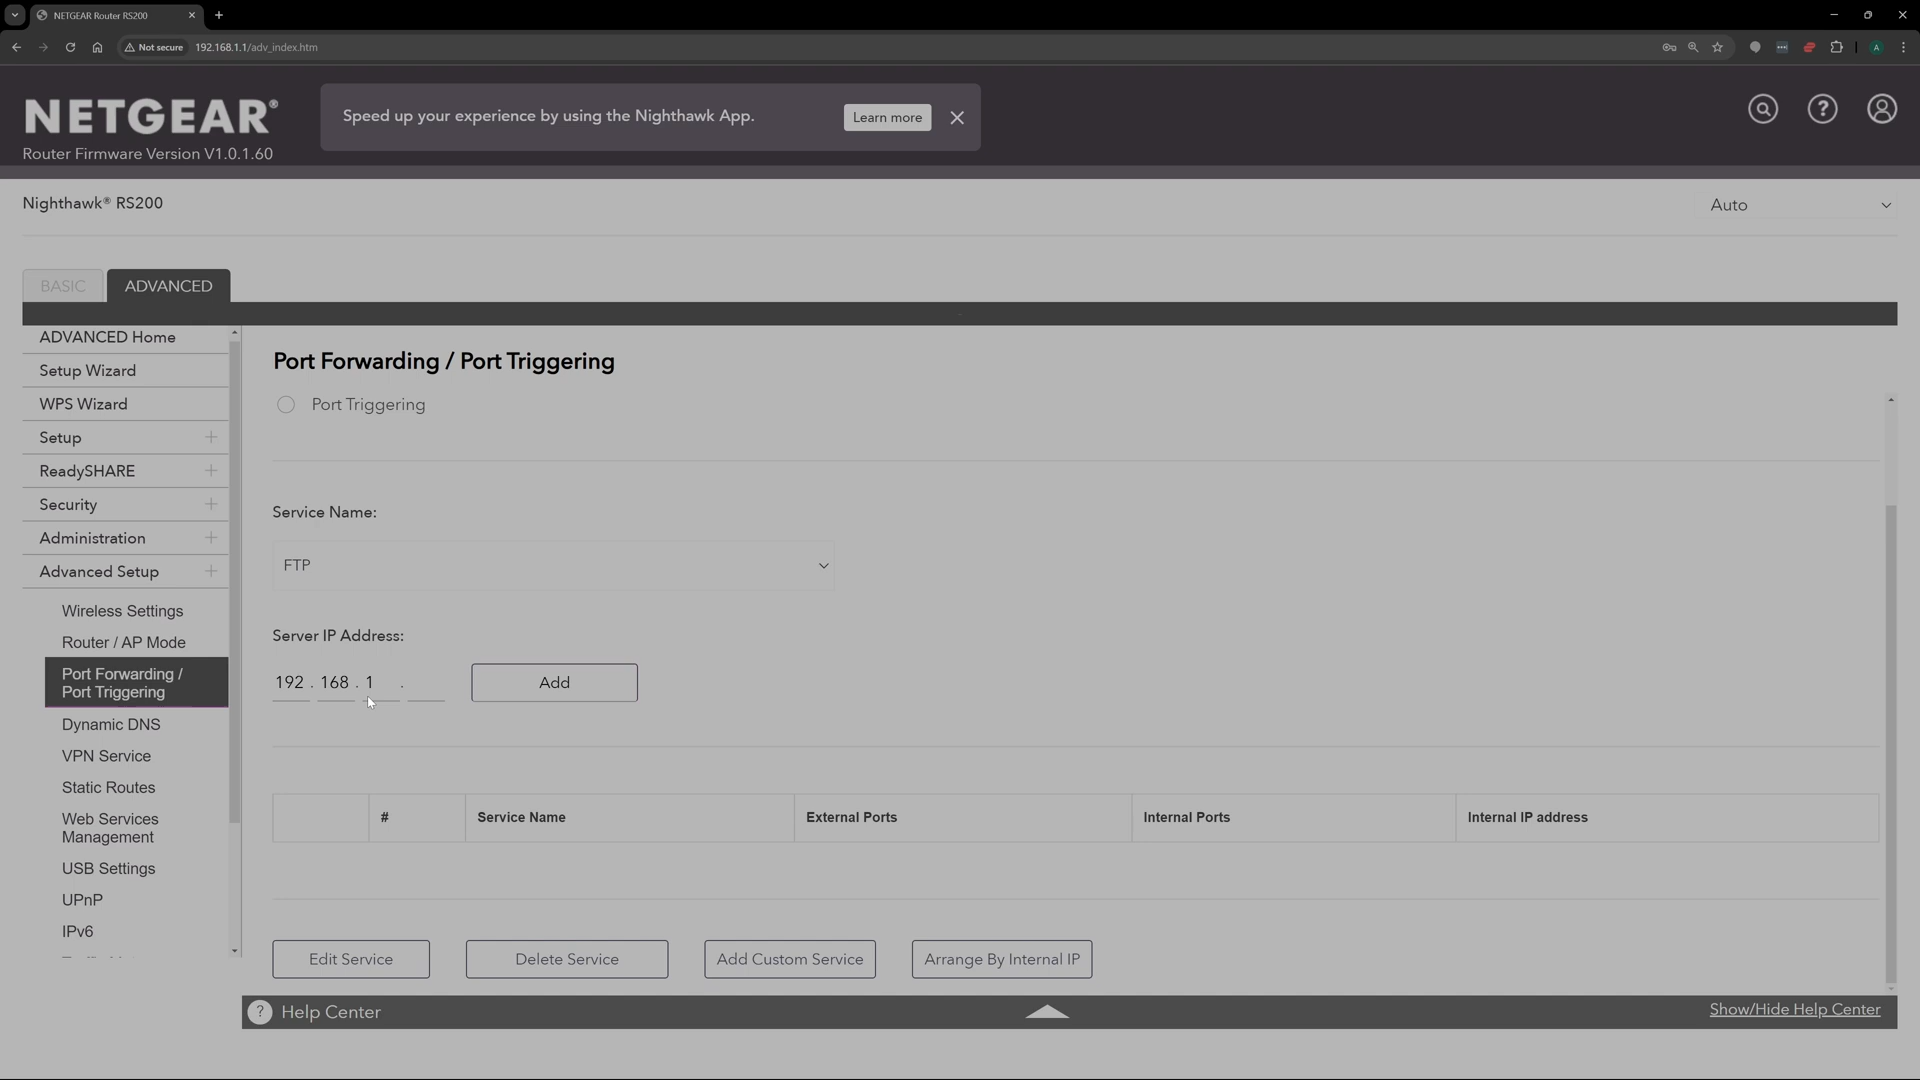 NETGEAR Router RS200
Not secure 192.168.1.1/adv_index.htm
A
NETGEAR®
Router Firmware Version V1.0.1.60
Speed up your experience by using the Nighthawk App.
Learn more
Nighthawk® RS200
Auto
BASIC
ADVANCED
ADVANCED Home
Setup Wizard
WPS Wizard
Setup
ReadySHARE
Security
Administration
Advanced Setup
Wireless Settings
Router / AP Mode
Port Forwarding /
Port Triggering
Dynamic DNS
VPN Service
Static Routes
Web Services
Management
USB Settings
UPnP
IPv6
Port Forwarding / Port Triggering
Port Triggering
Service Name:
FTP
Server IP Address:
192 . 168 . 1 .
Add
# Service Name External Ports Internal Ports Internal IP address
Edit Service
Delete Service
Add Custom Service
Arrange By Internal IP
? Help Center
Show/Hide Help Center